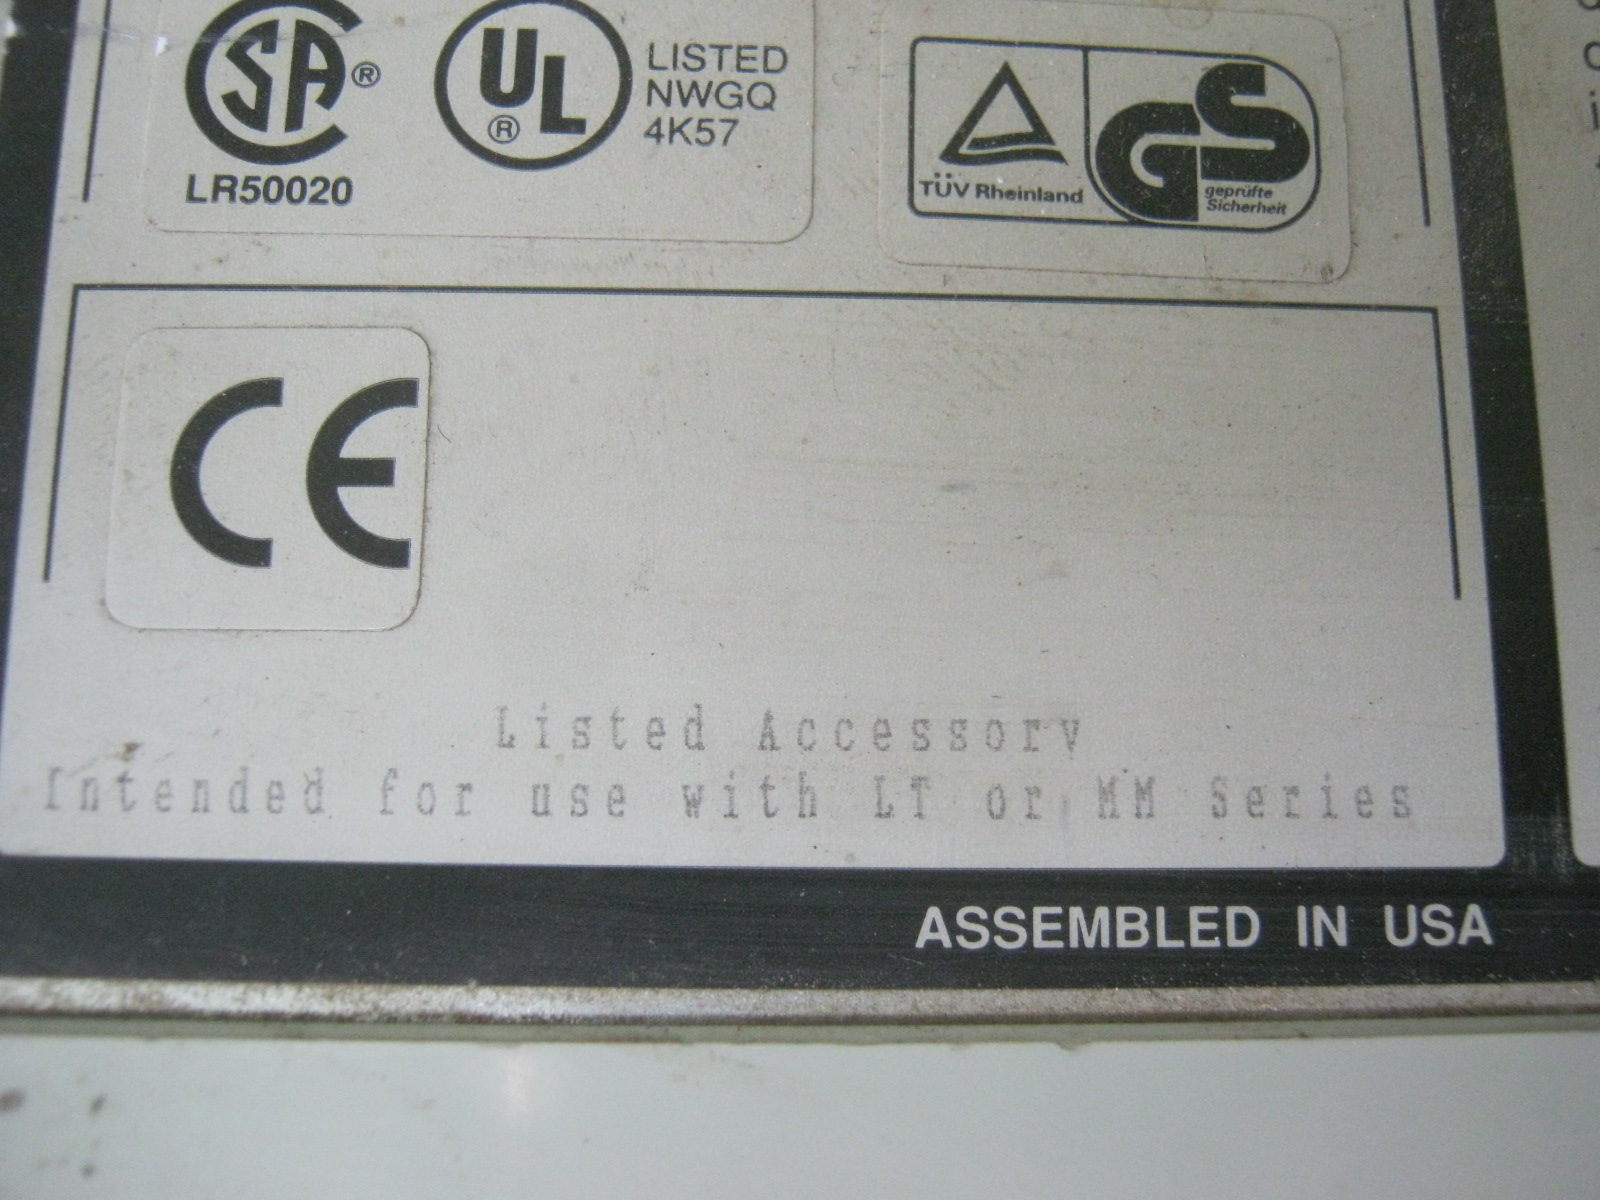 SA ®
LR50020
UL ®
LISTED
NWGQ
4K57
TÜV Rheinland
GS
geprüfte
Sicherheit
CE
Listed Accessory
Intended for use with LT or MM Series
ASSEMBLED IN USA